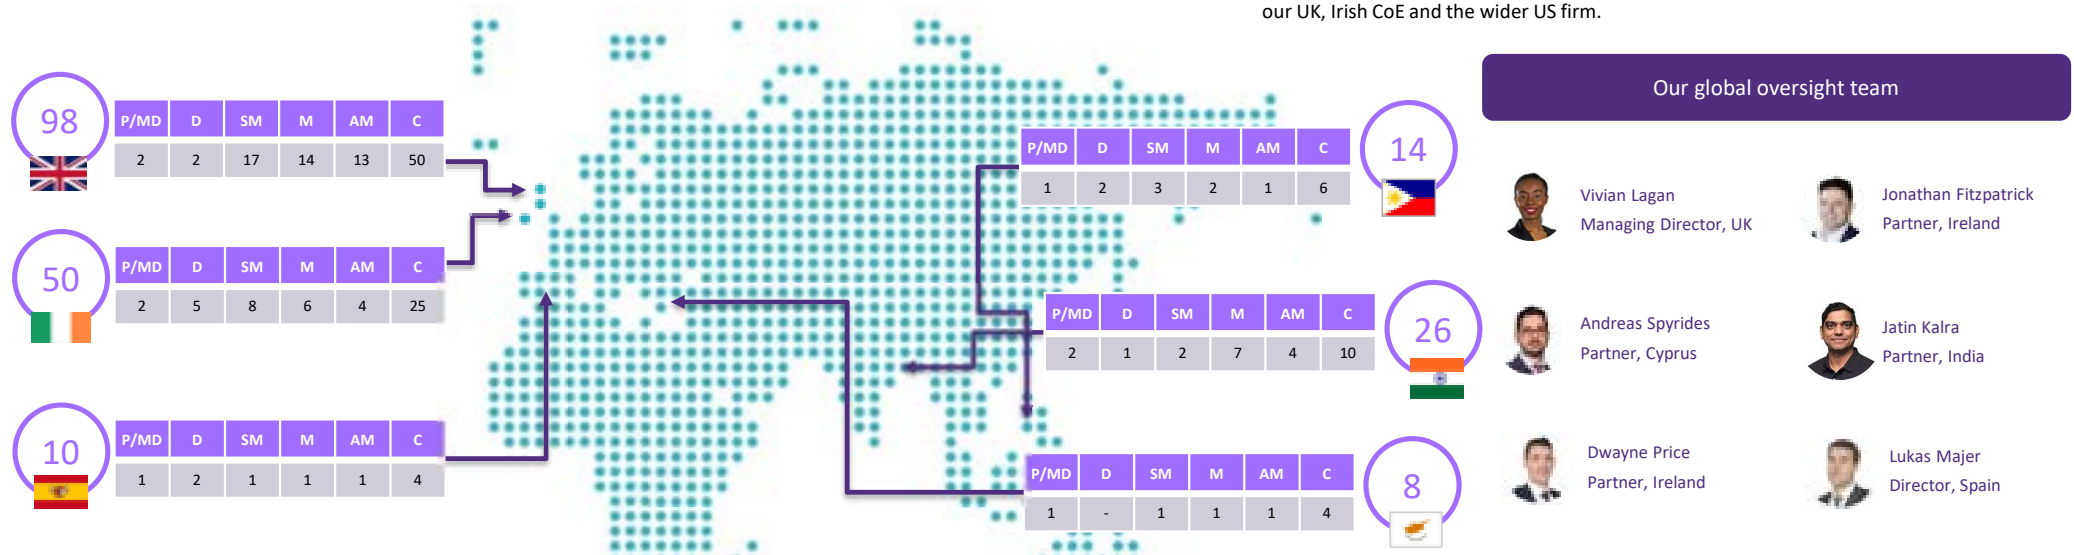 our UK, Irish CoE and the wider US firm.
Our global oversight team
98
P/MD D SM M AM C
2 2 17 14 13 50
50
P/MD D SM M AM C
2 5 8 6 4 25
10
P/MD D SM M AM C
1 2 1 1 1 4
P/MD D SM M AM C
1 2 3 2 1 6
14
P/MD D SM M AM C
2 1 2 7 4 10
26
P/MD D SM M AM C
1 - 1 1 1 4
8
Vivian Lagan
Managing Director, UK
Jonathan Fitzpatrick
Partner, Ireland
Andreas Spyrides
Partner, Cyprus
Jatin Kalra
Partner, India
Dwayne Price
Partner, Ireland
Lukas Majer
Director, Spain